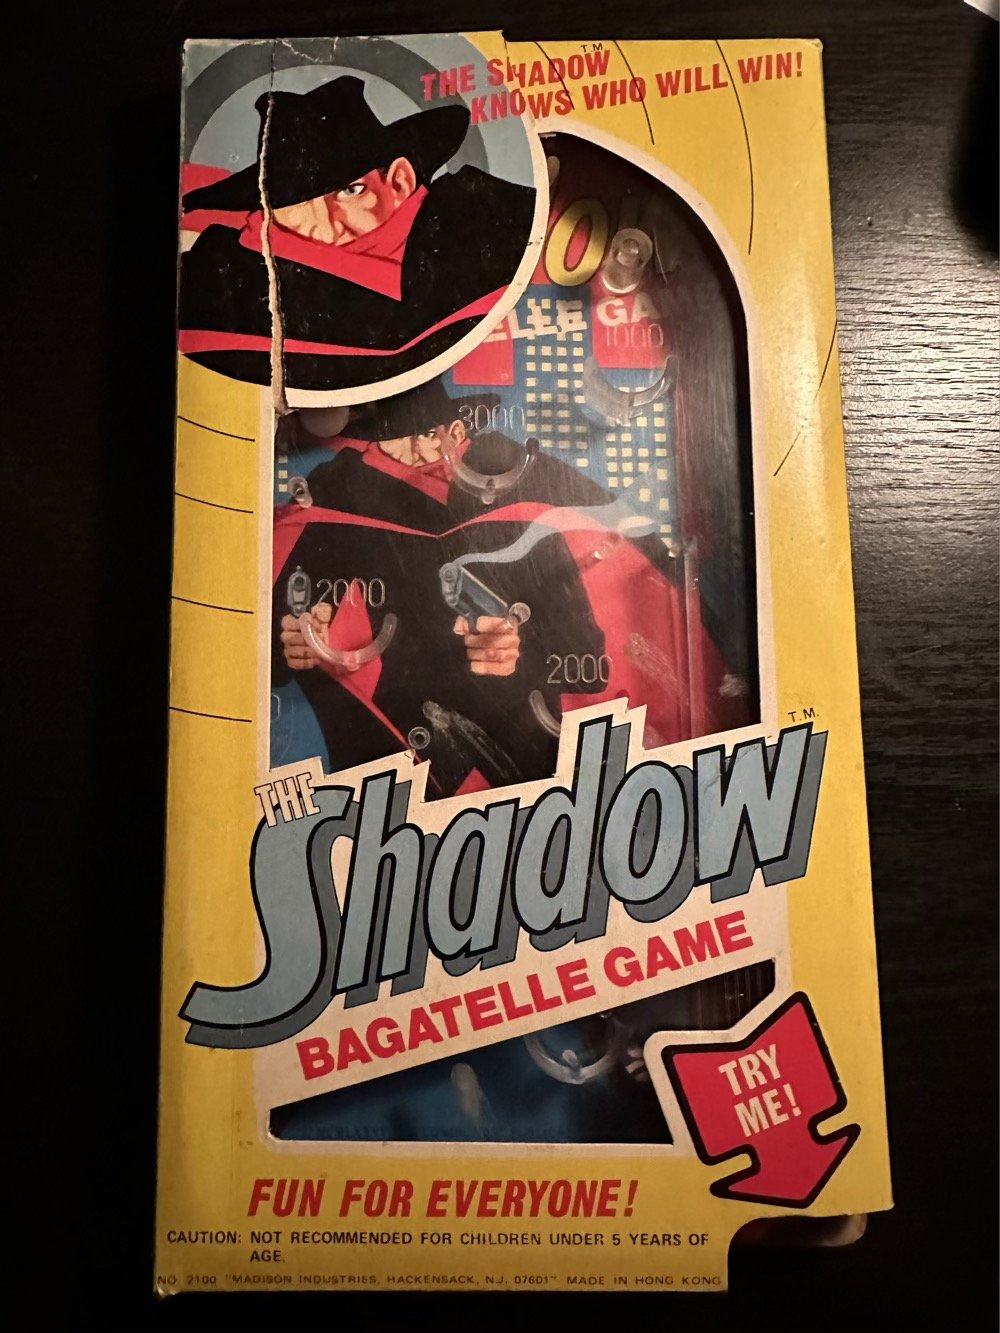 T.M.
THE SHADOW
KNOWS WHO WILL WIN!
GA
1000
3000
2000
2000
T.M.
THE
Shadow
BAGATELLE GAME
TRY
ME!
FUN FOR EVERYONE!
CAUTION: NOT RECOMMENDED FOR CHILDREN UNDER 5 YEARS OF
AGE.
NO. 2100 "MADISON INDUSTRIES, HACKENSACK, N.J. 07601" MADE IN HONG KONG